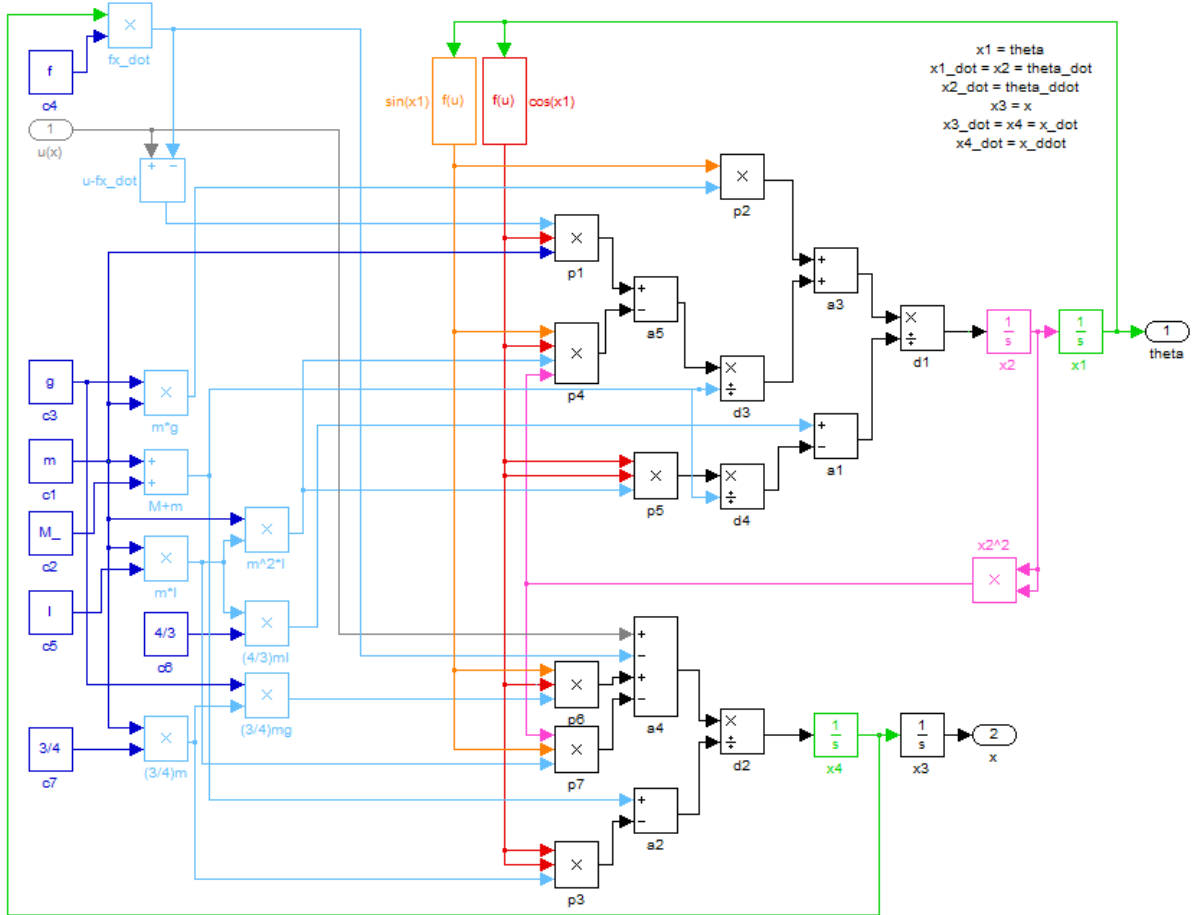 ×
fx_dot
f
c4
1
u(x)
+ −
u-fx_dot
sin(x1)
f(u)
f(u)
cos(x1)
x1 = theta
x1_dot = x2 = theta_dot
x2_dot = theta_ddot
x3 = x
x3_dot = x4 = x_dot
x4_dot = x_ddot
×
p2
×
p1
+
−
a5
+
+
a3
×
p4
×
÷
d3
×
÷
d1
1
s
x2
1
s
x1
1
theta
g
c3
×
m*g
m
c1
+
+
M+m
M_
c2
×
m*l
×
m^2*l
l
c5
4/3
c6
×
(4/3)ml
×
(3/4)mg
3/4
c7
×
(3/4)m
×
p5
×
÷
d4
+
−
a1
x2^2
×
+
−
+
−
a4
×
p6
×
p7
×
÷
d2
1
s
x4
1
s
x3
2
x
+
−
a2
×
p3